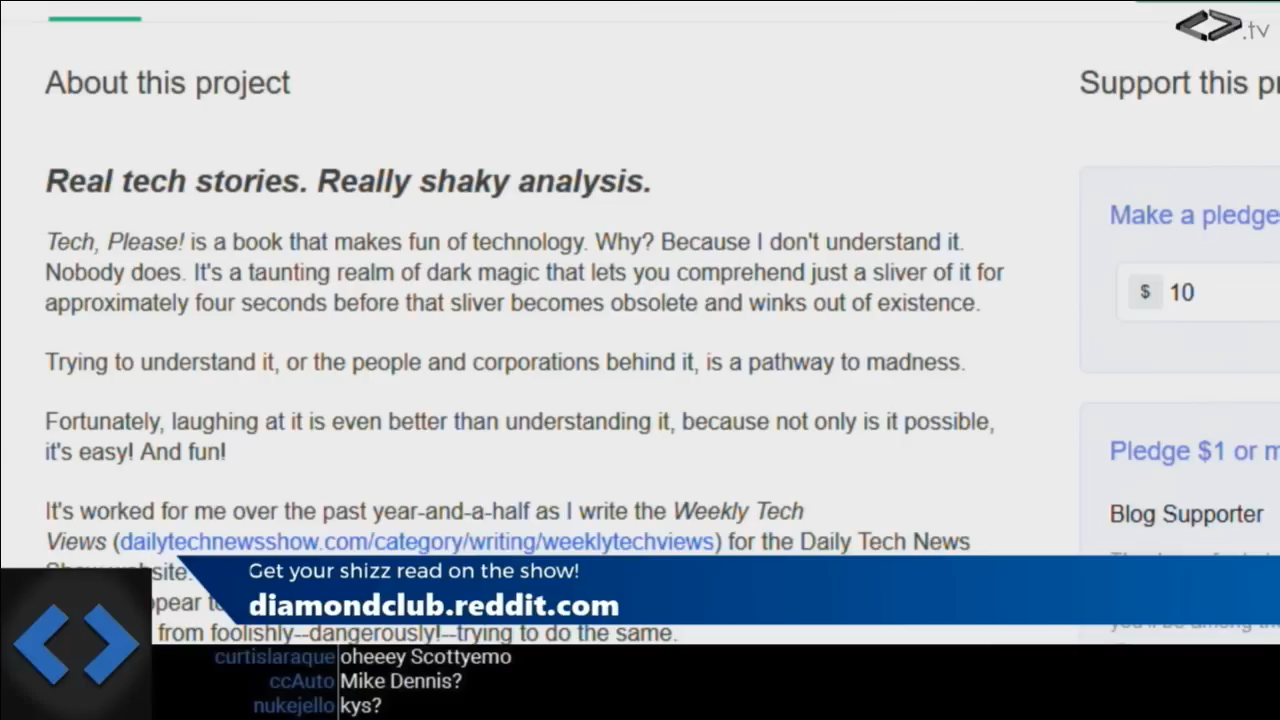 .tv
About this project
Support this pr
Real tech stories. Really shaky analysis.
Tech, Please! is a book that makes fun of technology. Why? Because I don't understand it.
Nobody does. It's a taunting realm of dark magic that lets you comprehend just a sliver of it for
approximately four seconds before that sliver becomes obsolete and winks out of existence.
Trying to understand it, or the people and corporations behind it, is a pathway to madness.
Fortunately, laughing at it is even better than understanding it, because not only is it possible,
it's easy! And fun!
It's worked for me over the past year-and-a-half as I write the Weekly Tech
Views (dailytechnewsshow.com/category/writing/weeklytechviews) for the Daily Tech News
from foolishly--dangerously!--trying to do the same.
Make a pledge
$ 10
Pledge $1 or m
Blog Supporter
Get your shizz read on the show!
diamondclub.reddit.com
curtislaraque oheeey Scottyemo
ccAuto Mike Dennis?
nukejello kys?